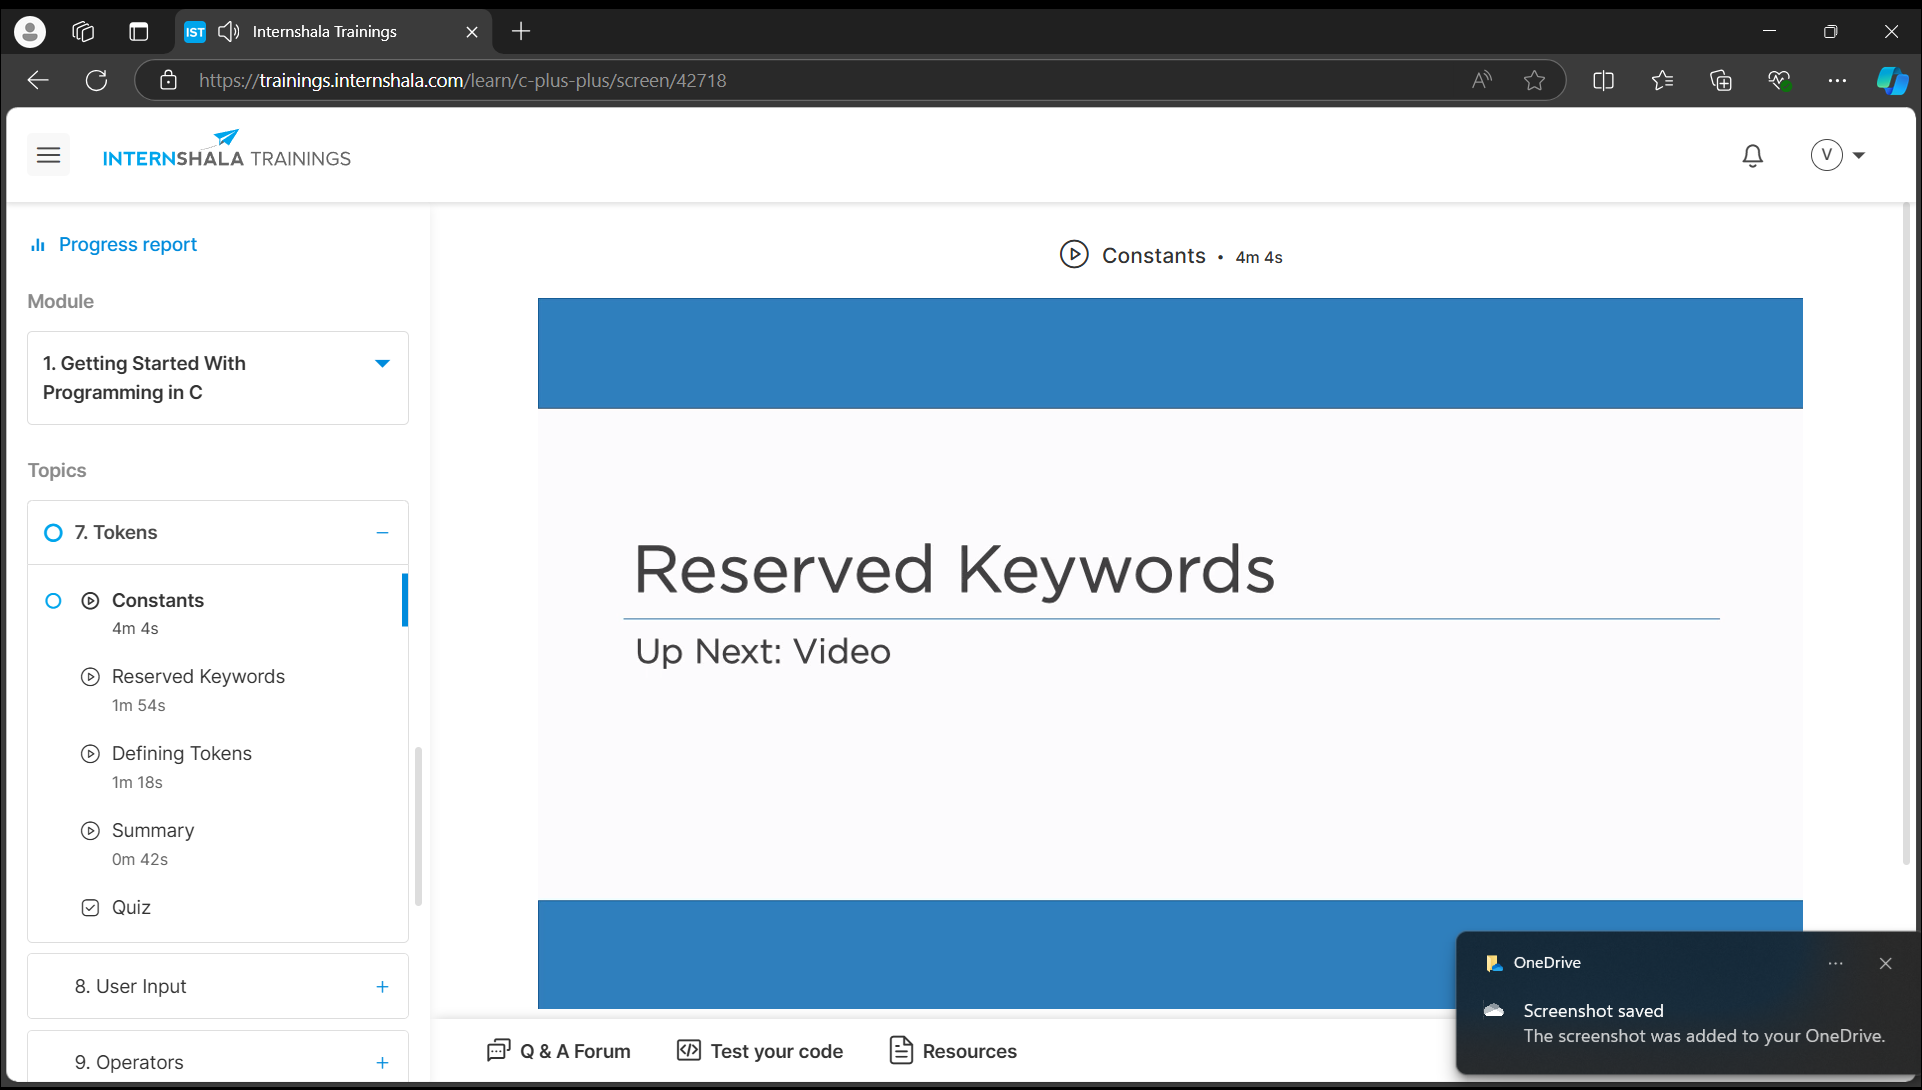 IST Internshala Trainings
https://trainings.internshala.com/learn/c-plus-plus/screen/42718
INTERNSHALA TRAININGS
V
Progress report
Constants • 4m 4s
Module
1. Getting Started With
Programming in C
Topics
7. Tokens
Constants
4m 4s
Reserved Keywords
1m 54s
Defining Tokens
1m 18s
Summary
0m 42s
Quiz
8. User Input
9. Operators
Reserved Keywords
Up Next: Video
Q & A Forum
Test your code
Resources
OneDrive
Screenshot saved
The screenshot was added to your OneDrive.